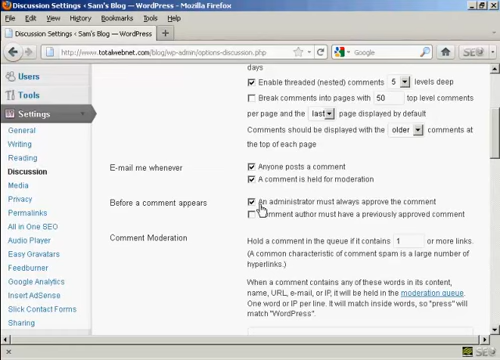 Discussion Settings ‹ Sam's Blog — WordPress - Mozilla Firefox
File Edit View History Bookmarks Tools Help
Discussion Settings ‹ Sam's Blog — WordPress
http://www.totalwebnet.com/blog/wp-admin/options-discussion.php
Google
Users
Tools
Settings
General
Writing
Reading
Discussion
Media
Privacy
Permalinks
All in One SEO
Audio Player
Easy Gravatars
Feedburner
Google Analytics
Insert AdSense
Slick Contact Forms
Sharing
days
Enable threaded (nested) comments 5 levels deep
Break comments into pages with 50 top level comments
per page and the last page displayed by default
Comments should be displayed with the older comments at
the top of each page
E-mail me whenever
Anyone posts a comment
A comment is held for moderation
Before a comment appears
An administrator must always approve the comment
Comment author must have a previously approved comment
Comment Moderation
Hold a comment in the queue if it contains 1 or more links.
(A common characteristic of comment spam is a large number of
hyperlinks.)
When a comment contains any of these words in its content,
name, URL, e-mail, or IP, it will be held in the moderation queue.
One word or IP per line. It will match inside words, so "press" will
match "WordPress".